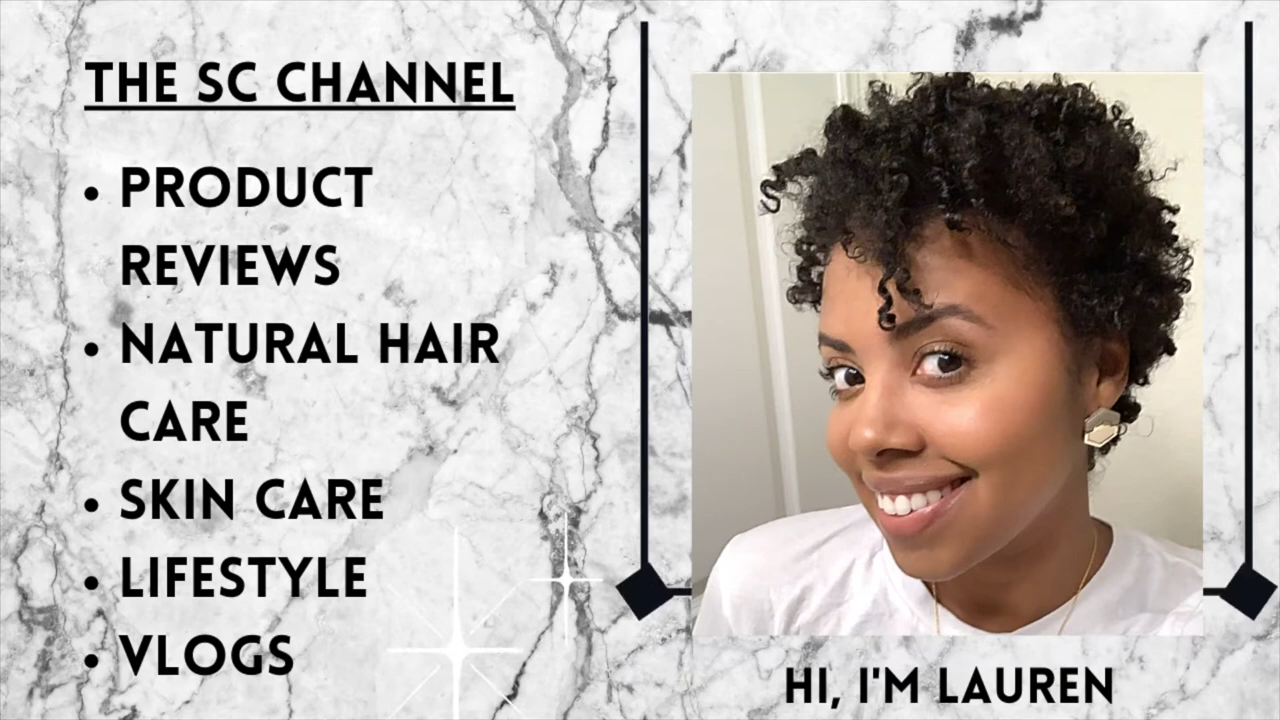 THE SC CHANNEL
• PRODUCT
REVIEWS
• NATURAL HAIR
CARE
• SKIN CARE
• LIFESTYLE
• VLOGS
HI, I'M LAUREN